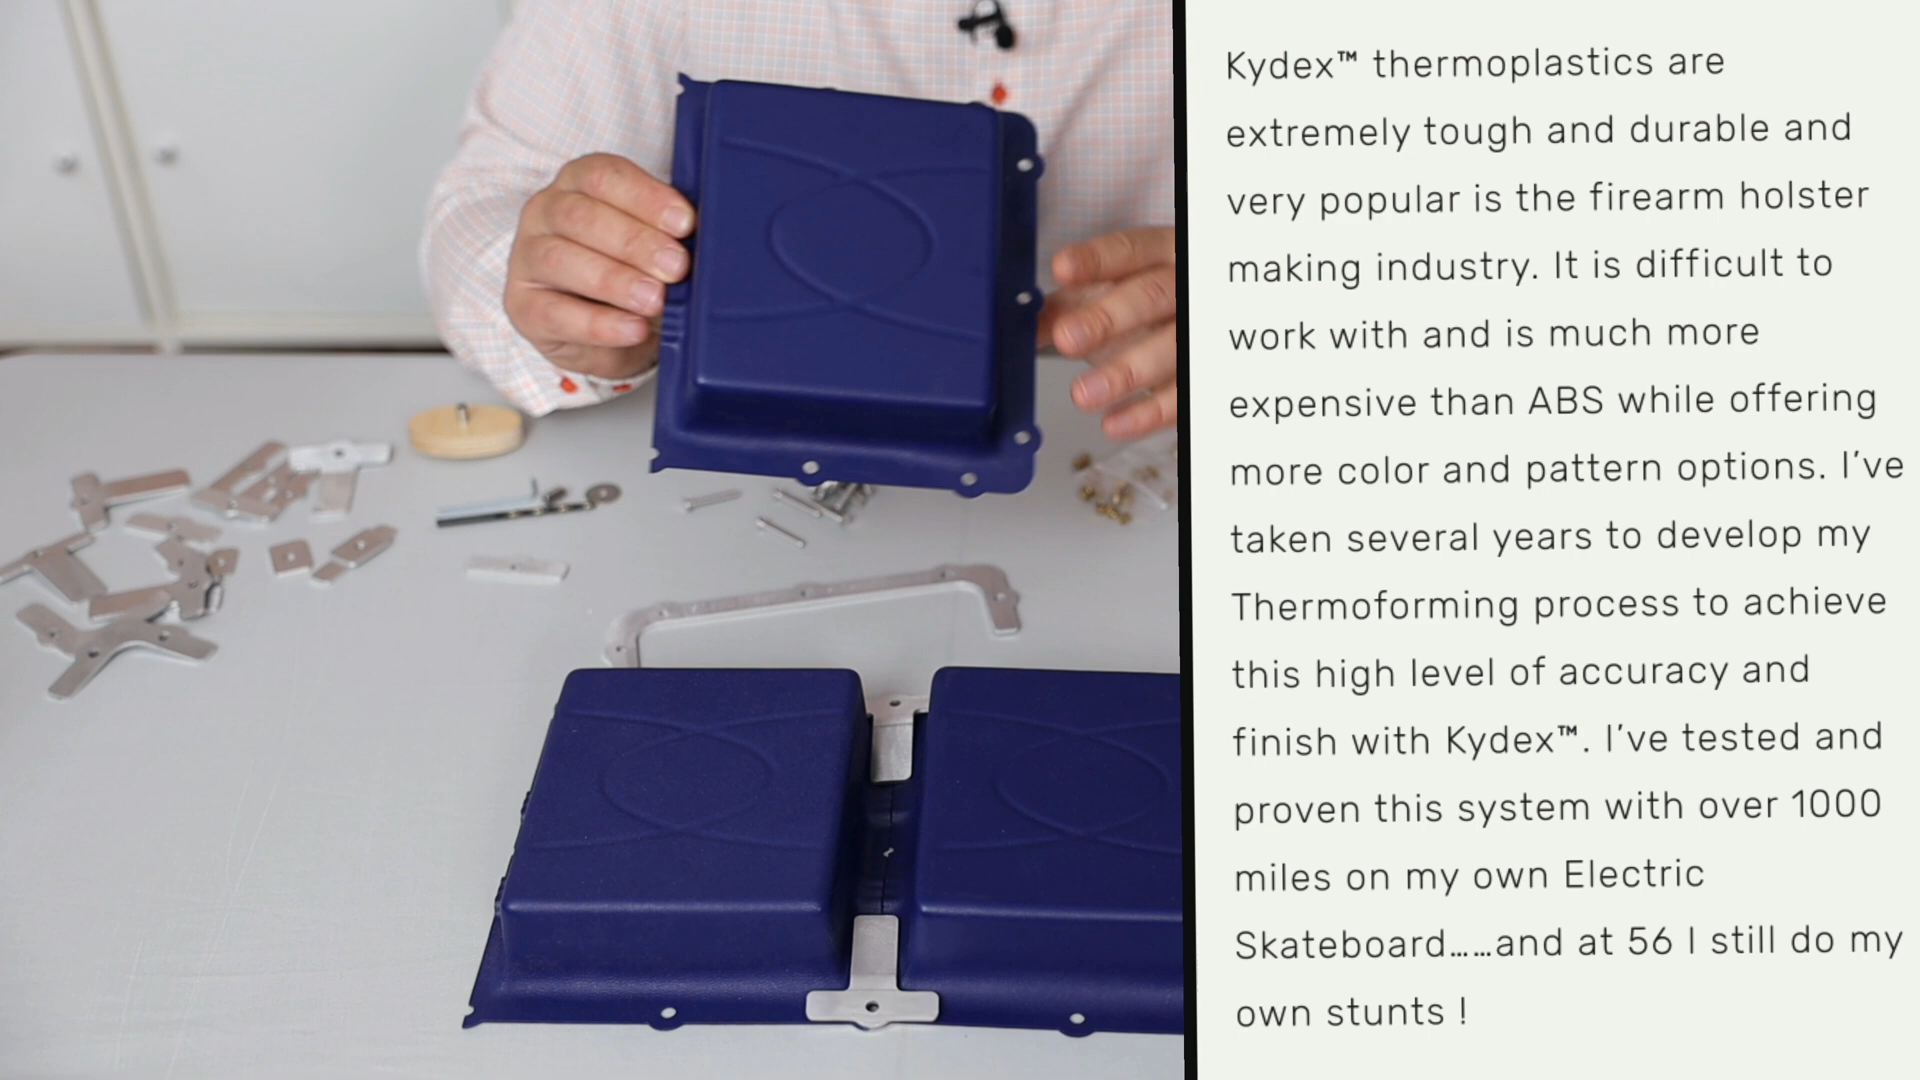 Kydex™ thermoplastics are
extremely tough and durable and
very popular is the firearm holster
making industry. It is difficult to
work with and is much more
expensive than ABS while offering
more color and pattern options. I've
taken several years to develop my
Thermoforming process to achieve
this high level of accuracy and
finish with Kydex™. I've tested and
proven this system with over 1000
miles on my own Electric
Skateboard……and at 56 I still do my
own stunts !